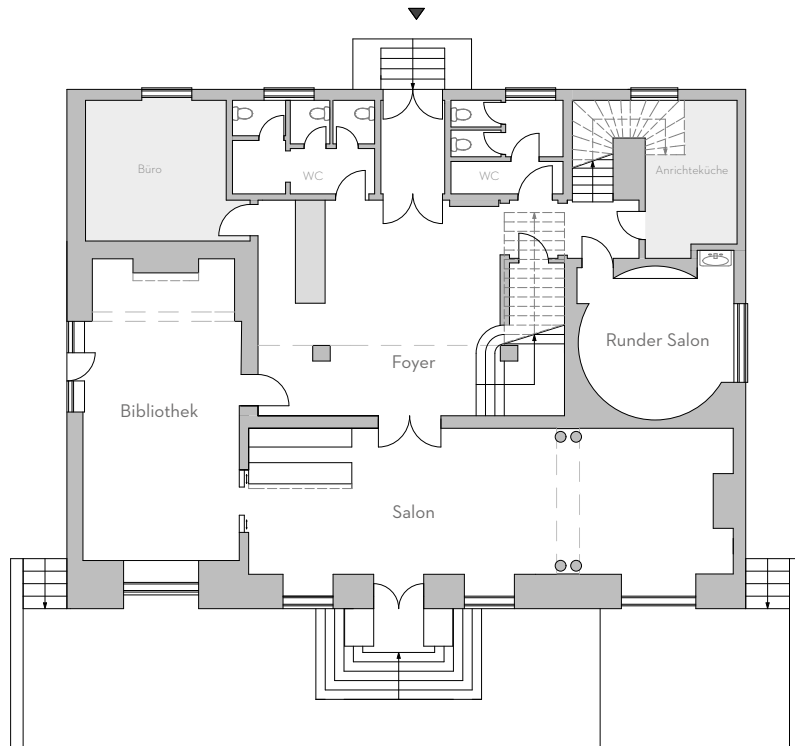 Büro
WC
WC
Anrichteküche
Runder Salon
Foyer
Bibliothek
Salon